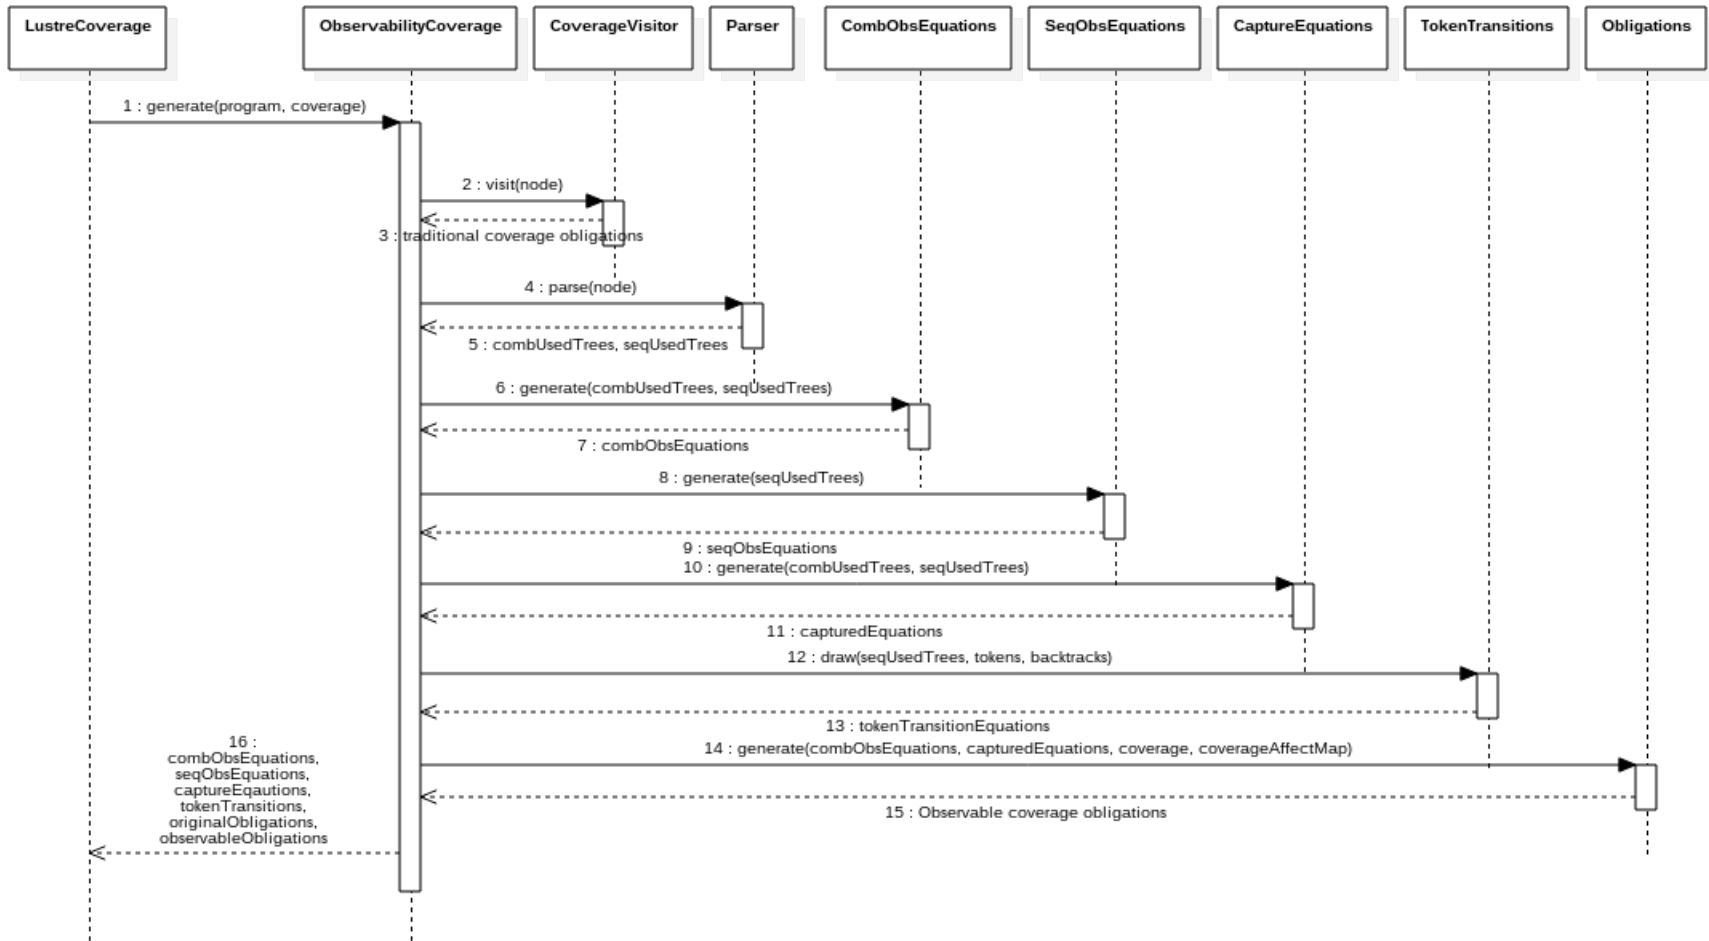 LustreCoverage
ObservabilityCoverage
CoverageVisitor
Parser
CombObsEquations
SeqObsEquations
CaptureEquations
TokenTransitions
Obligations
1 : generate(program, coverage)
2 : visit(node)
3 : traditional coverage obligations
4 : parse(node)
5 : combUsedTrees, seqUsedTrees
6 : generate(combUsedTrees, seqUsedTrees)
7 : combObsEquations
8 : generate(seqUsedTrees)
9 : seqObsEquations
10 : generate(combUsedTrees, seqUsedTrees)
11 : capturedEquations
12 : draw(seqUsedTrees, tokens, backtracks)
13 : tokenTransitionEquations
14 : generate(combObsEquations, capturedEquations, coverage, coverageAffectMap)
15 : Observable coverage obligations
16 :
combObsEquations,
seqObsEquations,
captureEqautions,
tokenTransitions,
originalObligations,
observableObligations